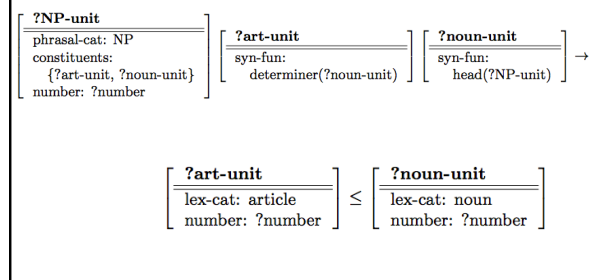 ?NP-unit
phrasal-cat: NP
constituents:
{?art-unit, ?noun-unit}
number: ?number
?art-unit
syn-fun:
determiner(?noun-unit)
?noun-unit
syn-fun:
head(?NP-unit)
→
?art-unit
lex-cat: article
number: ?number
≤
?noun-unit
lex-cat: noun
number: ?number